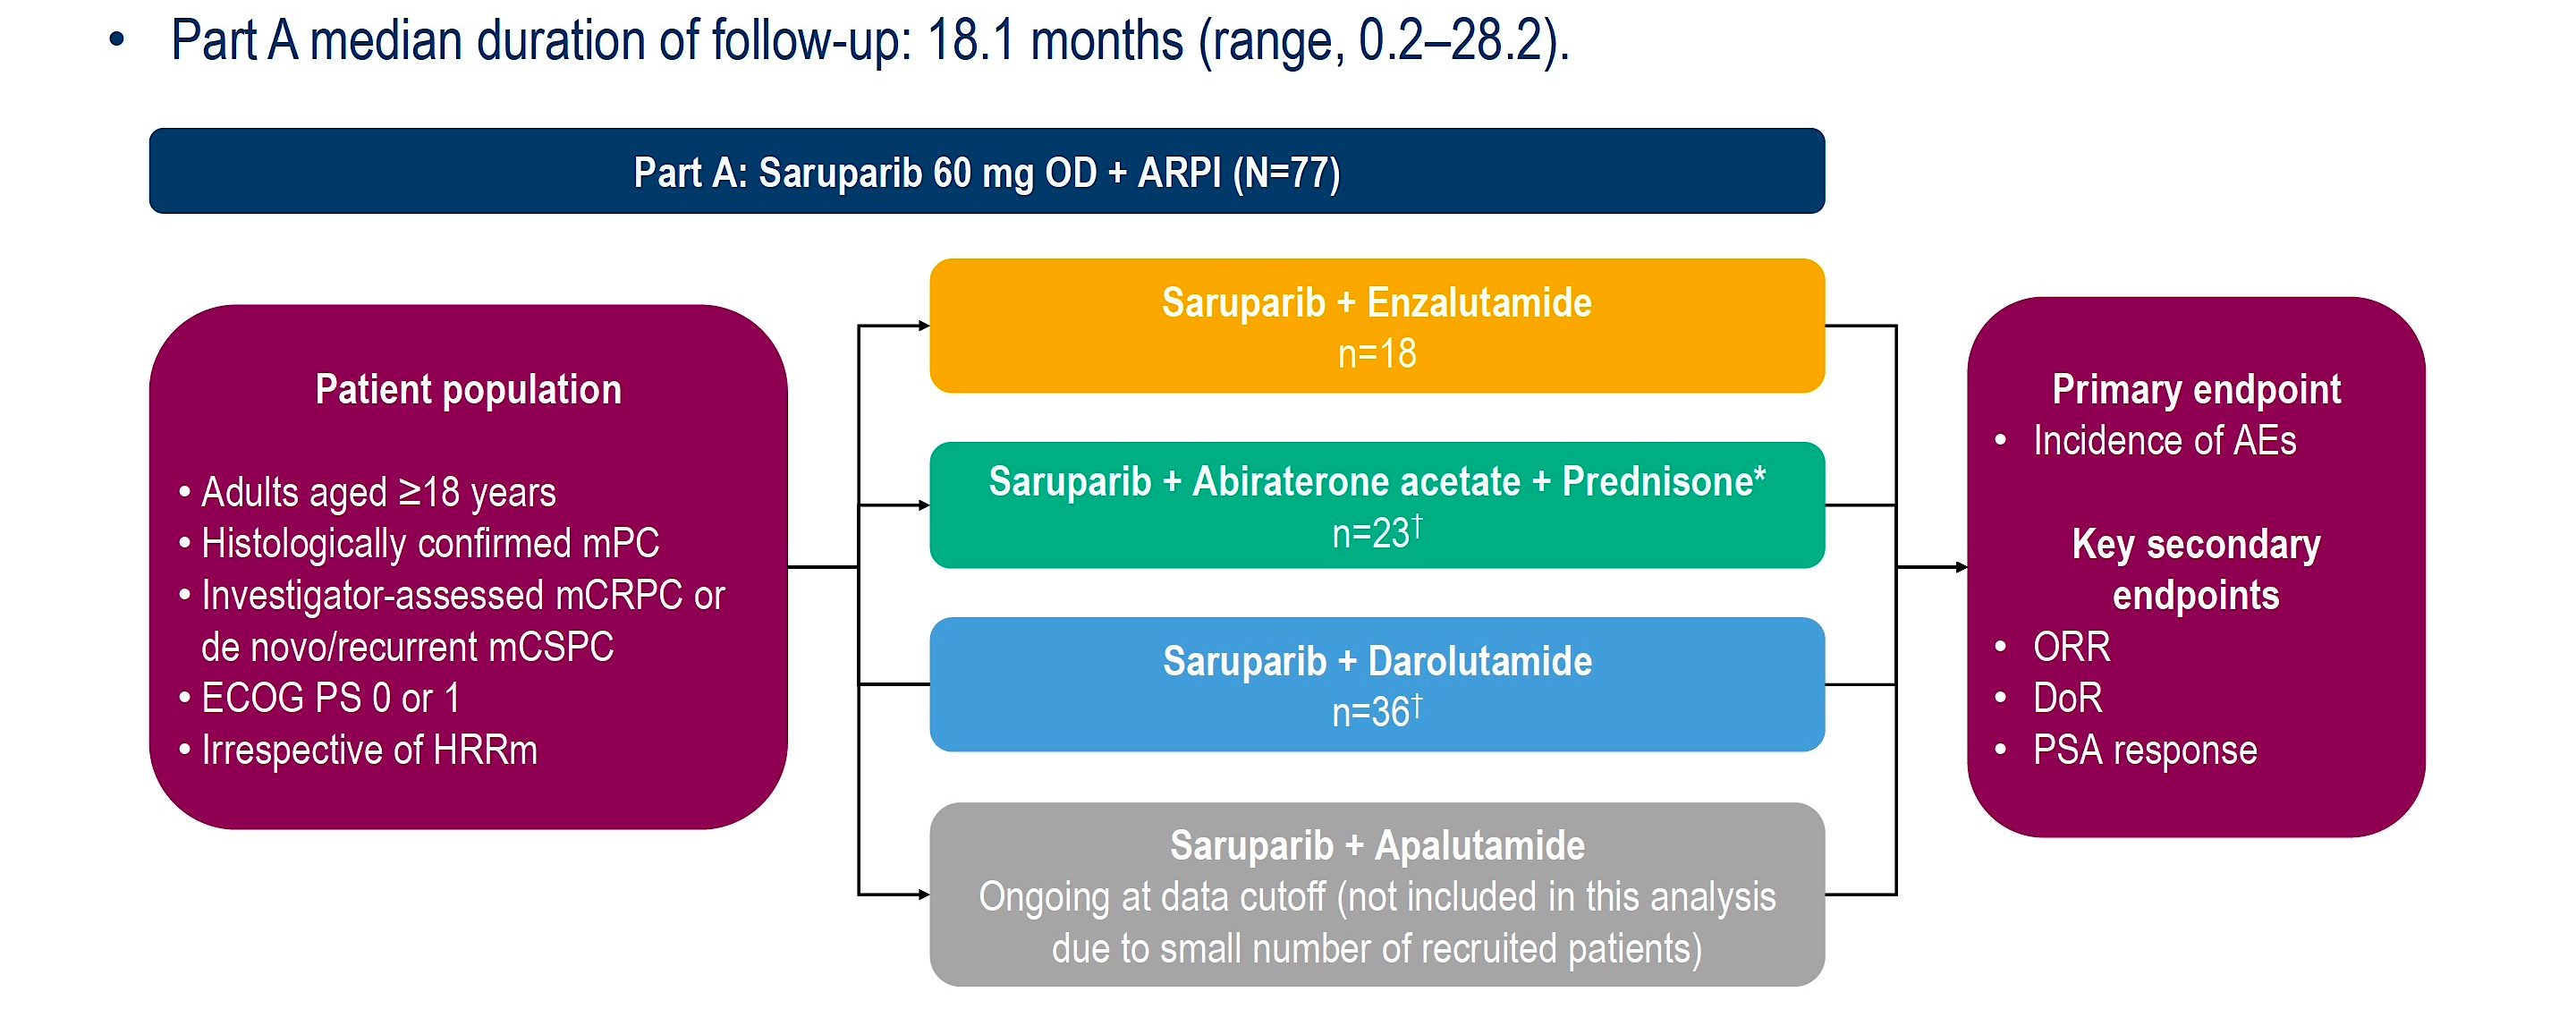 • Part A median duration of follow-up: 18.1 months (range, 0.2–28.2).
Part A: Saruparib 60 mg OD + ARPI (N=77)
Patient population
• Adults aged ≥18 years
• Histologically confirmed mPC
• Investigator-assessed mCRPC or
de novo/recurrent mCSPC
• ECOG PS 0 or 1
• Irrespective of HRRm
Saruparib + Enzalutamide
n=18
Saruparib + Abiraterone acetate + Prednisone*
n=23†
Saruparib + Darolutamide
n=36†
Saruparib + Apalutamide
Ongoing at data cutoff (not included in this analysis
due to small number of recruited patients)
Primary endpoint
• Incidence of AEs
Key secondary
endpoints
• ORR
• DoR
• PSA response